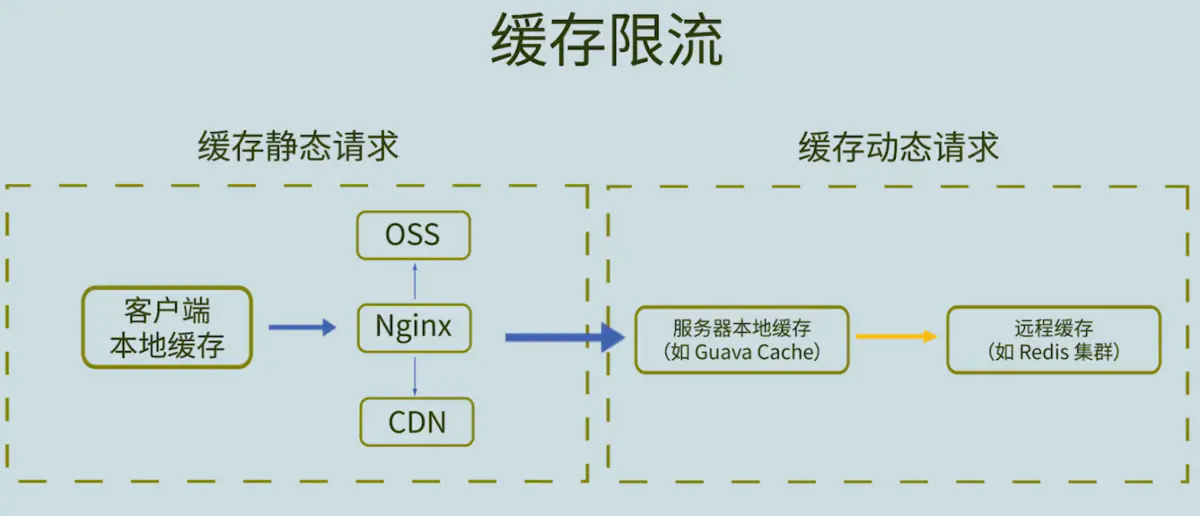 缓存限流
缓存静态请求
缓存动态请求
OSS
客户端
本地缓存
Nginx
CDN
服务器本地缓存
（如 Guava Cache）
远程缓存
（如 Redis 集群）